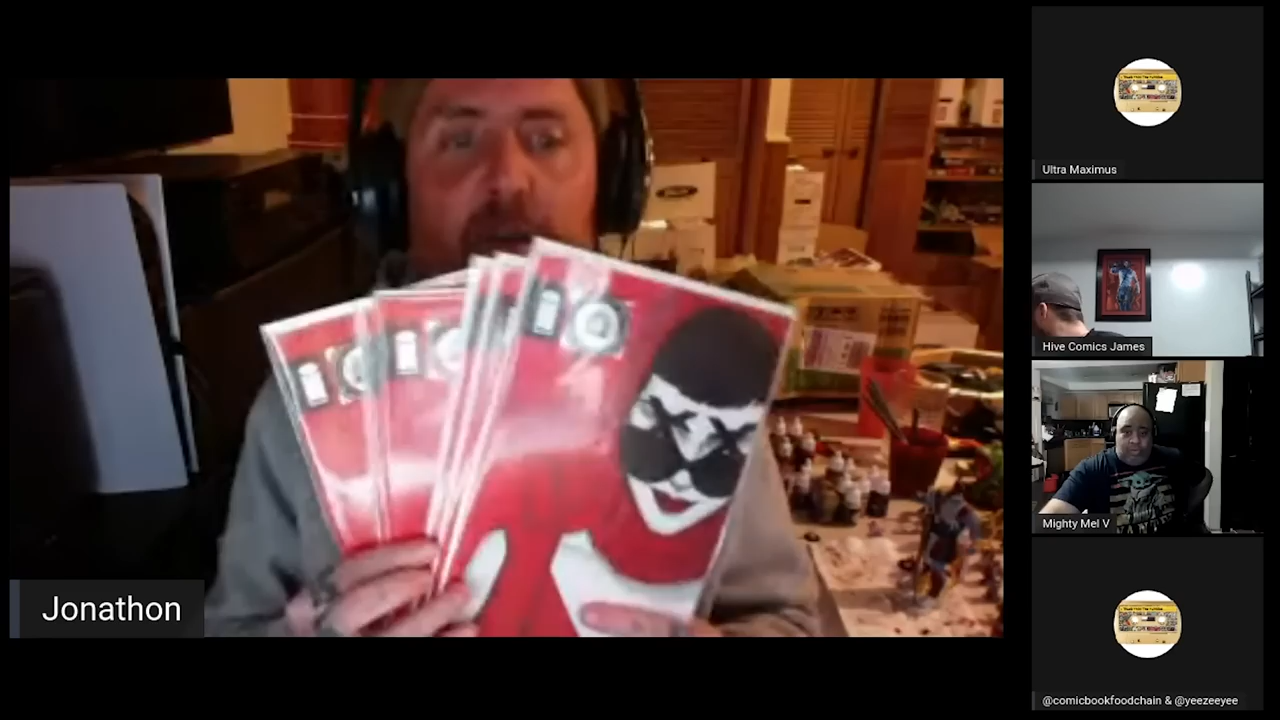 Jonathon
Ultra Maximus
Hive Comics James
Mighty Mel V
@comicbookfoodchain & @yeezeeyee